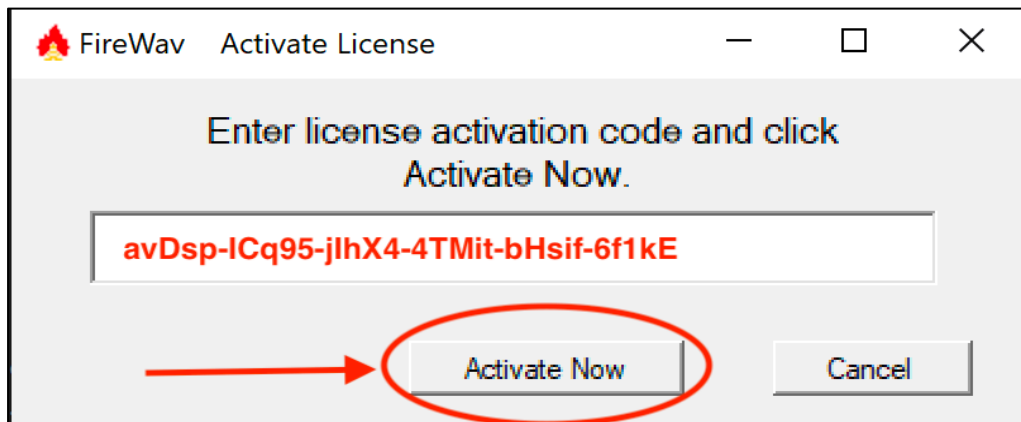 FireWav Activate License
Enter license activation code and click
Activate Now.
avDsp-ICq95-jIhX4-4TMit-bHsif-6f1kE
Activate Now Cancel